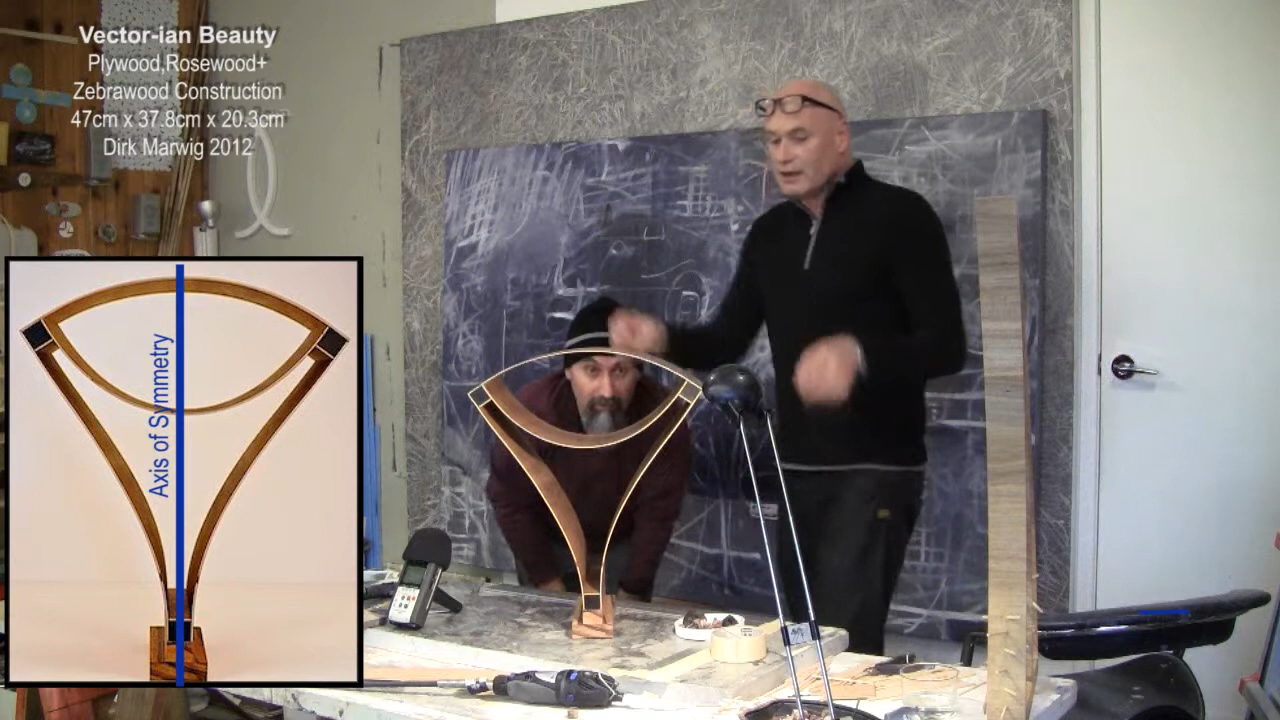 Vector-ian Beauty
Plywood,Rosewood+
Zebrawood Construction
47cm x 37.8cm x 20.3cm
Dirk Marwig 2012
Axis of Symmetry